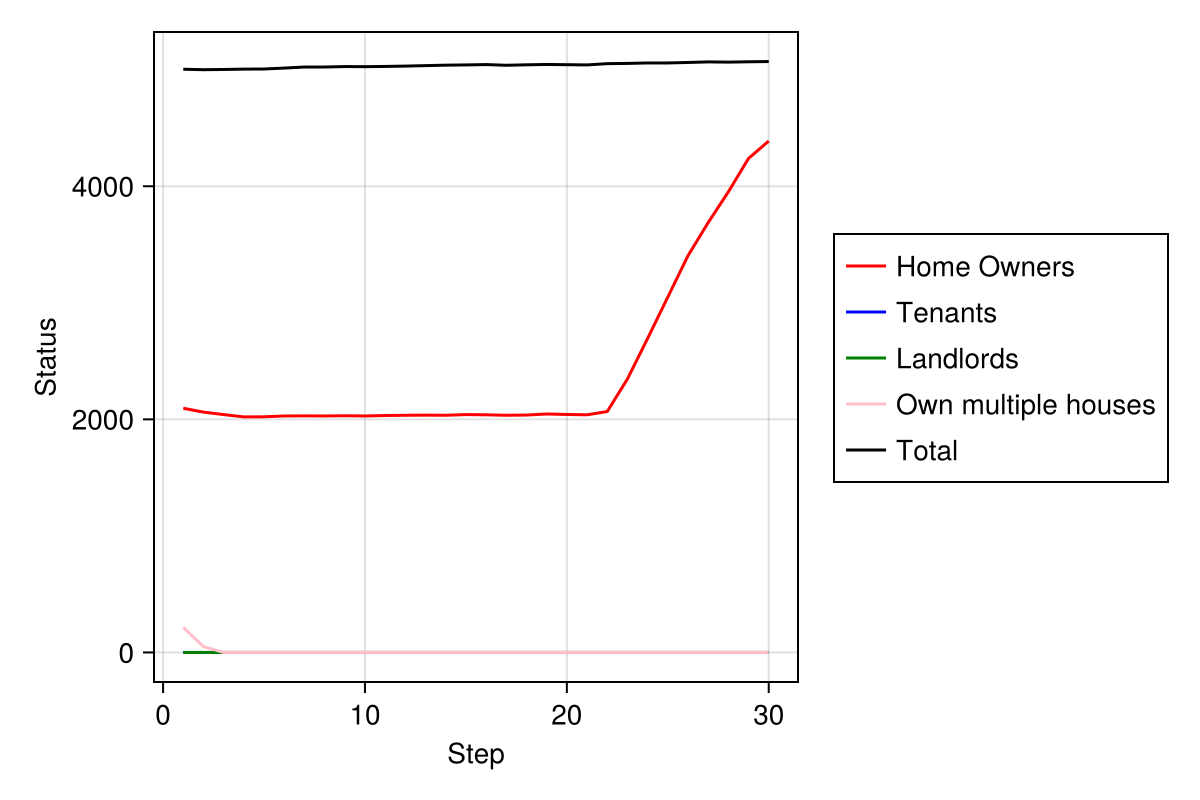 Status
4000
2000
0
0 10 20 30
Step
Home Owners
Tenants
Landlords
Own multiple houses
Total